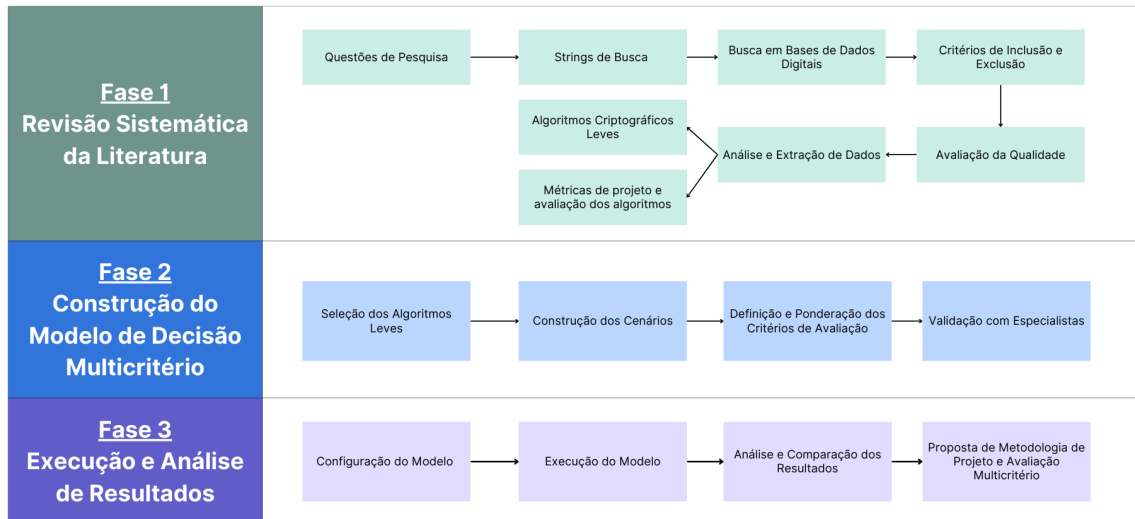 Fase 1
Revisão Sistemática
da Literatura
Questões de Pesquisa
Strings de Busca
Busca em Bases de Dados
Digitais
Critérios de Inclusão e
Exclusão
Algoritmos Criptográficos
Leves
Análise e Extração de Dados
Avaliação da Qualidade
Métricas de projeto e
avaliação dos algoritmos
Fase 2
Construção do
Modelo de Decisão
Multicritério
Seleção dos Algoritmos
Leves
Construção dos Cenários
Definição e Ponderação dos
Critérios de Avaliação
Validação com Especialistas
Fase 3
Execução e Análise
de Resultados
Configuração do Modelo
Execução do Modelo
Análise e Comparação dos
Resultados
Proposta de Metodologia de
Projeto e Avaliação
Multicritério